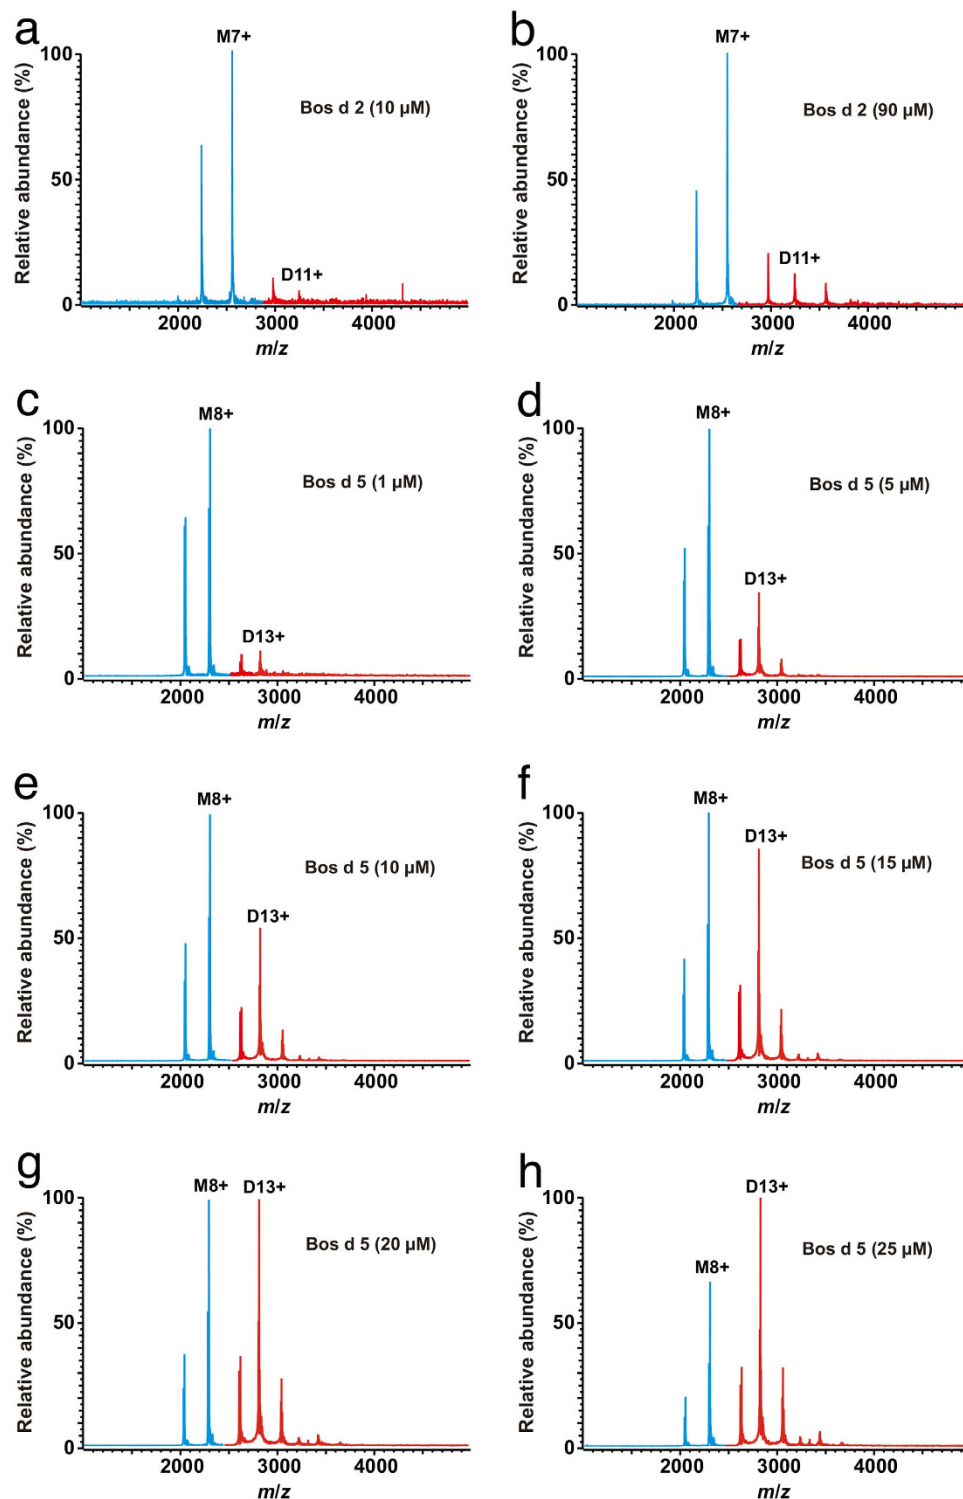 a
M7+
100
Bos d 2 (10 µM)
50
D11+
0
2000 3000 4000
m/z
Relative abundance (%)
b
M7+
100
Bos d 2 (90 µM)
50
D11+
0
2000 3000 4000
m/z
Relative abundance (%)
c
M8+
100
Bos d 5 (1 µM)
50
D13+
0
2000 3000 4000
m/z
Relative abundance (%)
d
M8+
100
Bos d 5 (5 µM)
50
D13+
0
2000 3000 4000
m/z
Relative abundance (%)
e
M8+
100
Bos d 5 (10 µM)
D13+
50
0
2000 3000 4000
m/z
Relative abundance (%)
f
M8+
100
D13+
Bos d 5 (15 µM)
50
0
2000 3000 4000
m/z
Relative abundance (%)
g
M8+ D13+
100
Bos d 5 (20 µM)
50
0
2000 3000 4000
m/z
Relative abundance (%)
h
D13+
100
Bos d 5 (25 µM)
M8+
50
0
2000 3000 4000
m/z
Relative abundance (%)